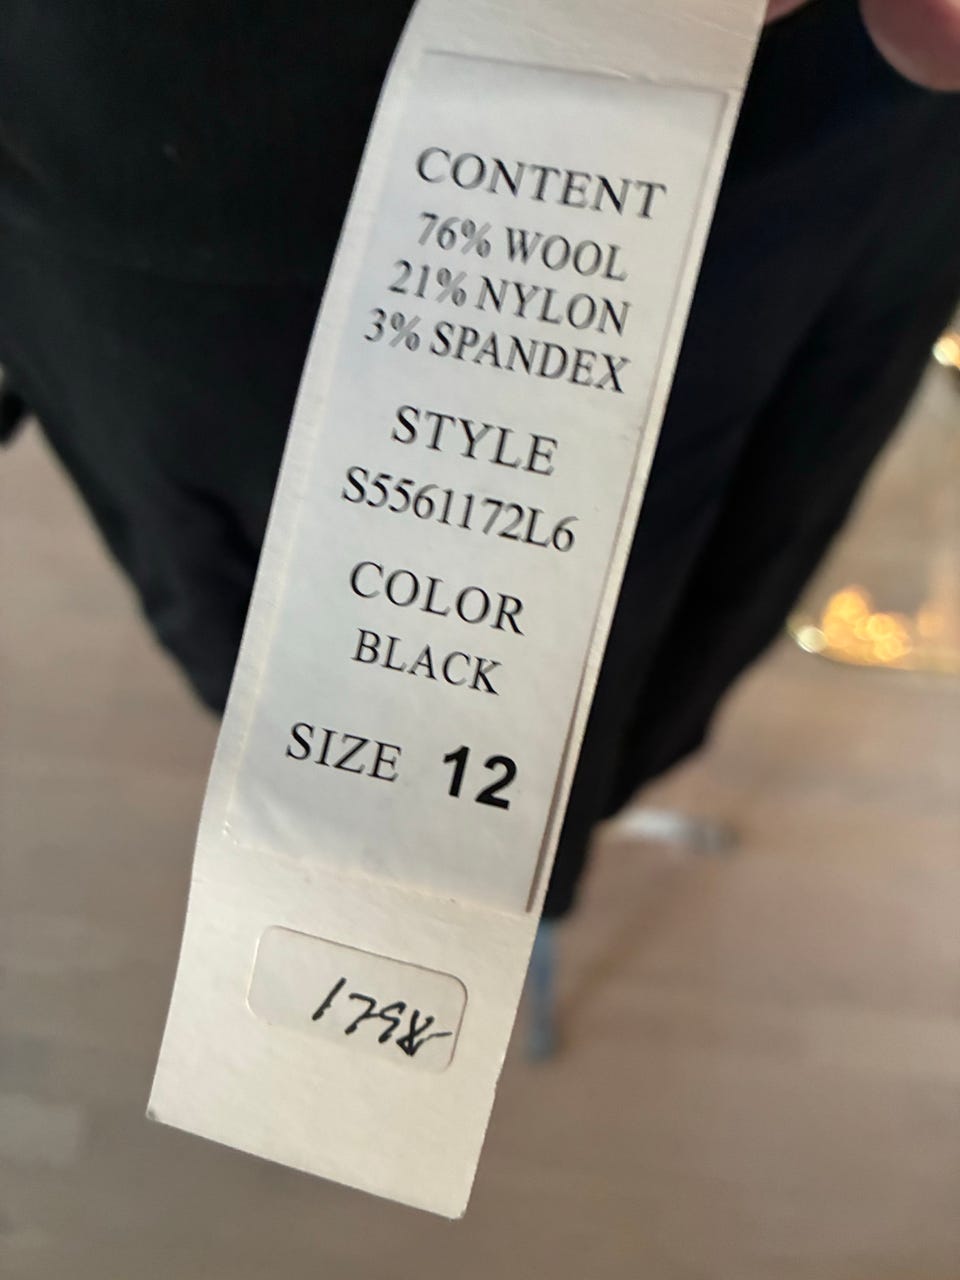 CONTENT
76% WOOL
21% NYLON
3% SPANDEX
STYLE
S5561172L6
COLOR
BLACK
SIZE 12